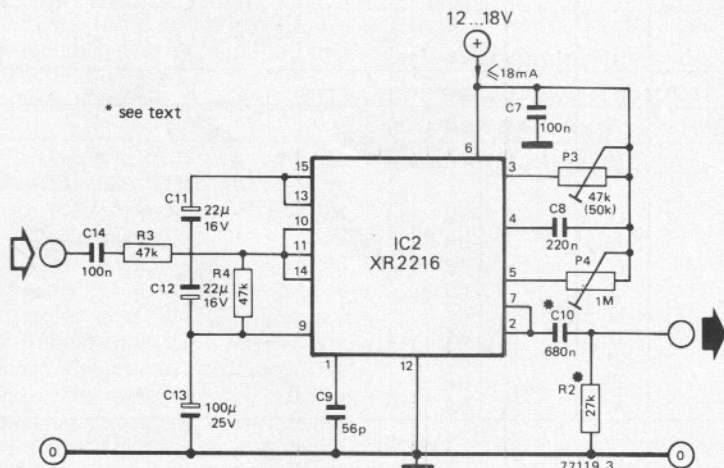 12...18V
+
⩽18mA
* see text
C7
100n
6
15
13
10
11
14
9
1
12
3
4
5
7
2
IC2
XR2216
P3
47k
(50k)
C8
220n
P4
1M
C11
22µ
16V
C14
100n
R3
47k
R4
47k
C12
22µ
16V
*
C10
680n
C13
100µ
25V
C9
56p
*
R2
27k
0
0
77119 3